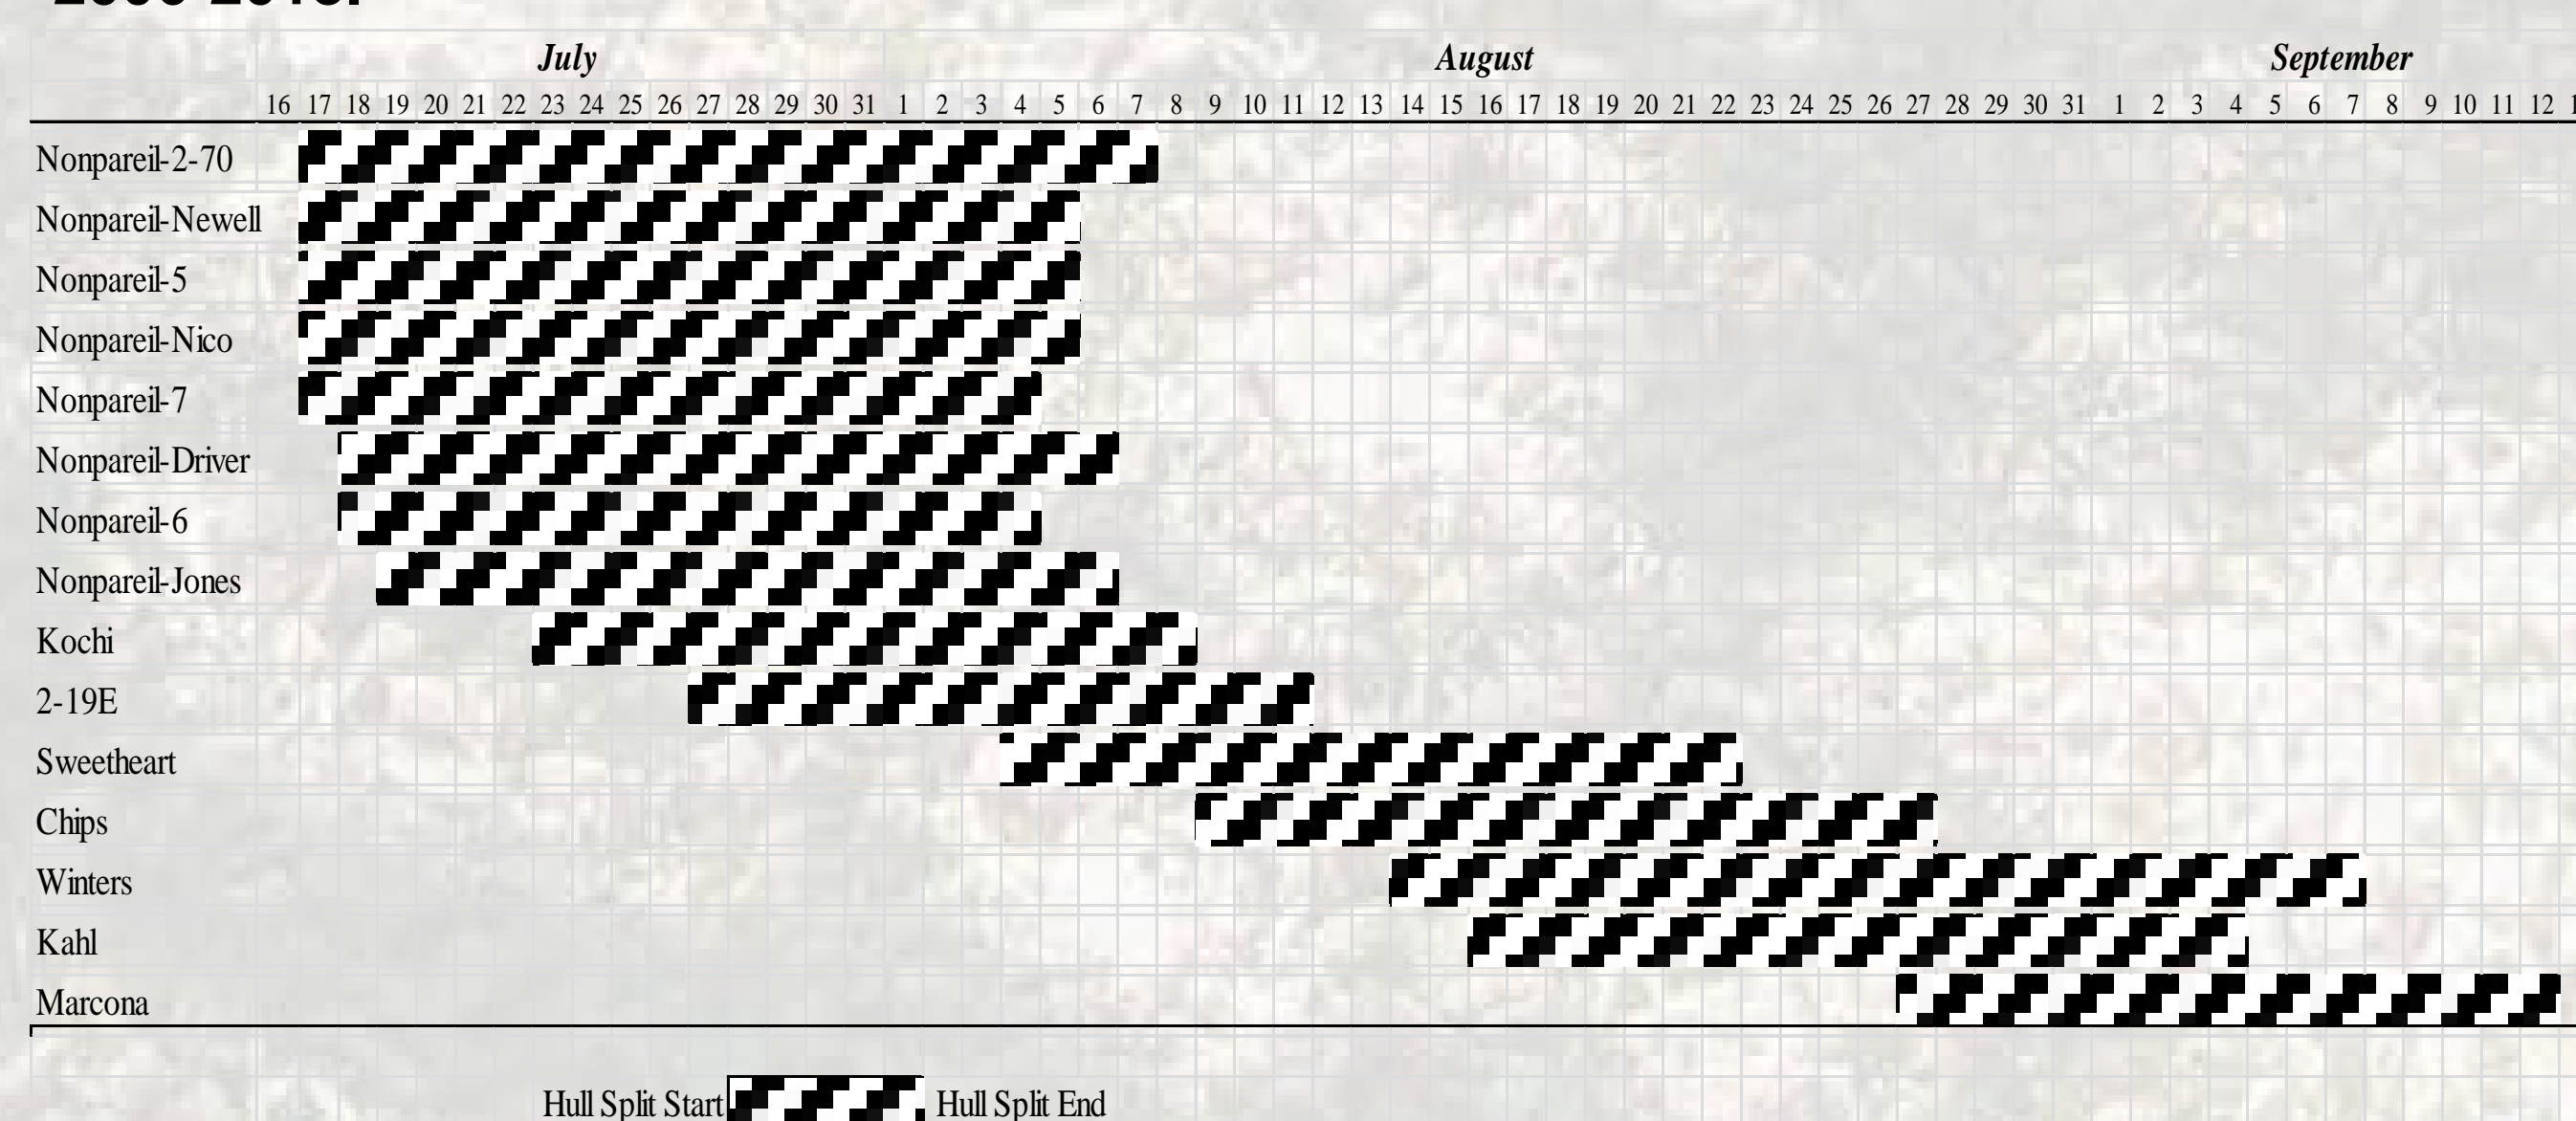 July August September
16 17 18 19 20 21 22 23 24 25 26 27 28 29 30 31 1 2 3 4 5 6 7 8 9 10 11 12 13 14 15 16 17 18 19 20 21 22 23 24 25 26 27 28 29 30 31 1 2 3 4 5 6 7 8 9 10 11 12
Nonpareil-2-70
Nonpareil-Newell
Nonpareil-5
Nonpareil-Nico
Nonpareil-7
Nonpareil-Driver
Nonpareil-6
Nonpareil-Jones
Kochi
2-19E
Sweetheart
Chips
Winters
Kahl
Marcona
Hull Split Start Hull Split End